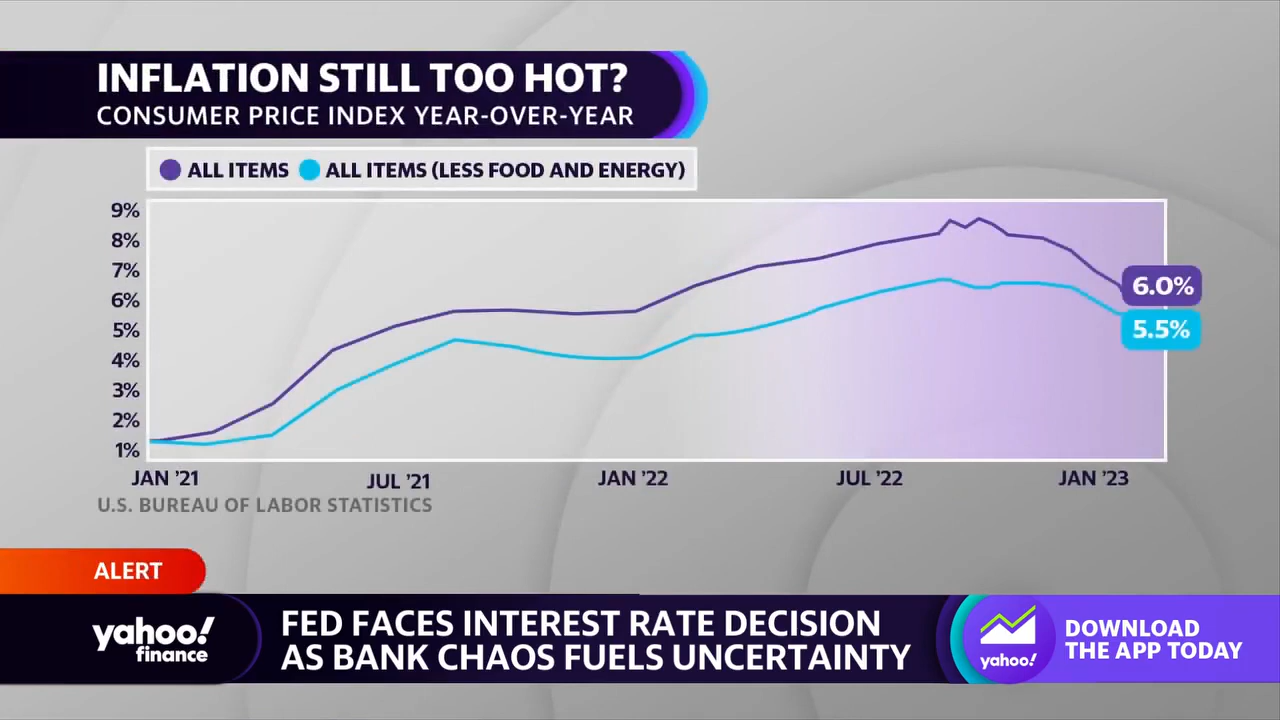 INFLATION STILL TOO HOT?
CONSUMER PRICE INDEX YEAR-OVER-YEAR
ALL ITEMS ALL ITEMS (LESS FOOD AND ENERGY)
9%
8%
7%
6%
5%
4%
3%
2%
1%
6.0%
5.5%
JAN '21 JUL '21 JAN '22 JUL '22 JAN '23
U.S. BUREAU OF LABOR STATISTICS
ALERT
yahoo!
finance
FED FACES INTEREST RATE DECISION
AS BANK CHAOS FUELS UNCERTAINTY
yahoo!
DOWNLOAD
THE APP TODAY